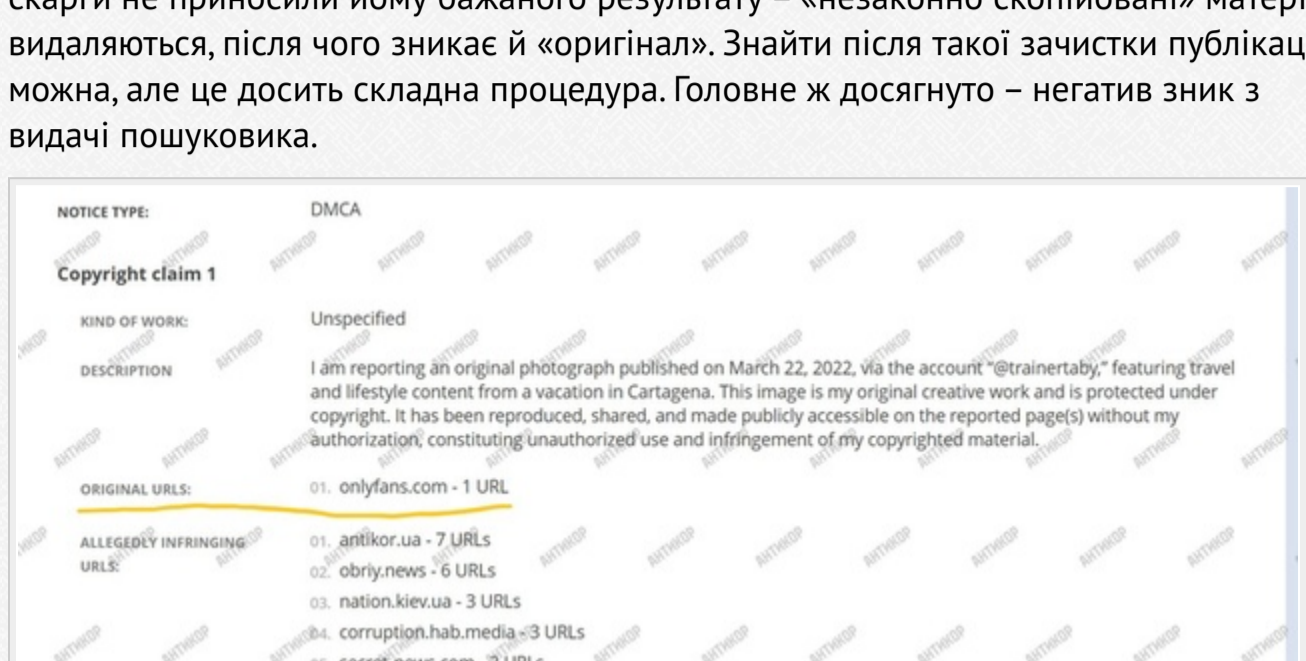 скарги не приносили йому бажаного результату – «незаконно скопійовані»
видаляються, після чого зникає й «оригінал». Знайти після такої зачистки
можна, але це досить складна процедура. Головне ж досягнуто – негатив зник з
видачі пошуковика.
NOTICE TYPE: DMCA
Copyright claim 1
KIND OF WORK: Unspecified
DESCRIPTION I am reporting an original photograph published on March 22, 2022, via the account "@trainertaby," featuring travel
and lifestyle content from a vacation in Cartagena. This image is my original creative work and is protected under
copyright. It has been reproduced, shared, and made publicly accessible on the reported page(s) without my
authorization, constituting unauthorized use and infringement of my copyrighted material.
ORIGINAL URLS: 01. onlyfans.com - 1 URL
ALLEGEDLY INFRINGING 01. antikor.ua - 7 URLs
URLS: 02. obriy.news - 6 URLs
03. nation.kiev.ua - 3 URLs
04. corruption.hab.media - 3 URLs
АНТИКОР